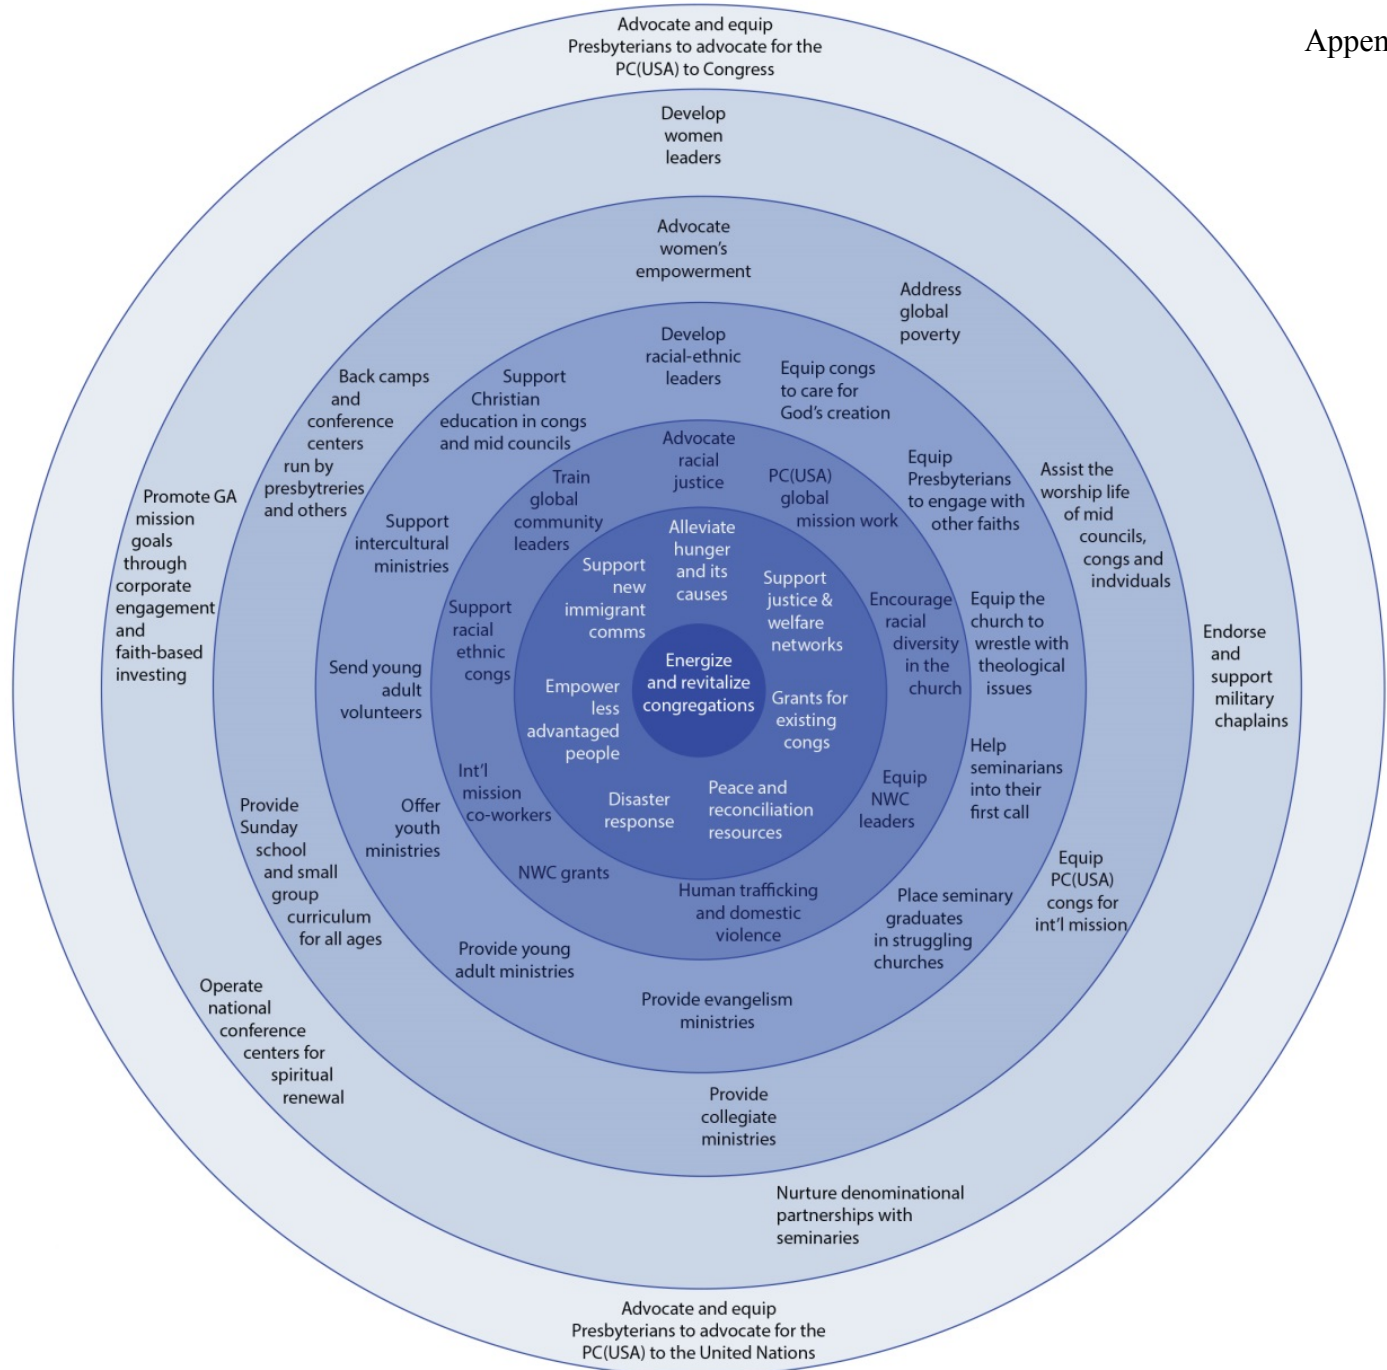 Appen
Advocate and equip
Presbyterians to advocate for the
PC(USA) to Congress
Develop
women
leaders
Advocate
women's
empowerment
Address
global
poverty
Develop
racial-ethnic
leaders
Equip congs
to care for
God's creation
Support
Christian
education in congs
and mid councils
Back camps
and
conference
centers
run by
presbytreries
and others
Advocate
racial
justice
PC(USA)
global
mission work
Train
global
community
leaders
Equip
Presbyterians
to engage with
other faiths
Assist the
worship life
of mid
councils,
congs and
indviduals
Promote GA
mission
goals
through
corporate
engagement
and
faith-based
investing
Support
intercultural
ministries
Alleviate
hunger
and its
causes
Support
new
immigrant
comms
Support
justice &
welfare
networks
Encourage
racial
diversity
in the
church
Equip the
church to
wrestle with
theological
issues
Endorse
and
support
military
chaplains
Support
racial
ethnic
congs
Send young
adult
volunteers
Energize
and revitalize
congregations
Empower
less
advantaged
people
Grants for
existing
congs
Help
seminarians
into their
first call
Int'l
mission
co-workers
Offer
youth
ministries
Disaster
response
Peace and
reconciliation
resources
Equip
NWC
leaders
Provide
Sunday
school
and small
group
curriculum
for all ages
NWC grants
Human trafficking
and domestic
violence
Place seminary
graduates
in struggling
churches
Equip
PC(USA)
congs for
int'l mission
Provide young
adult ministries
Provide evangelism
ministries
Operate
national
conference
centers for
spiritual
renewal
Provide
collegiate
ministries
Nurture denominational
partnerships with
seminaries
Advocate and equip
Presbyterians to advocate for the
PC(USA) to the United Nations